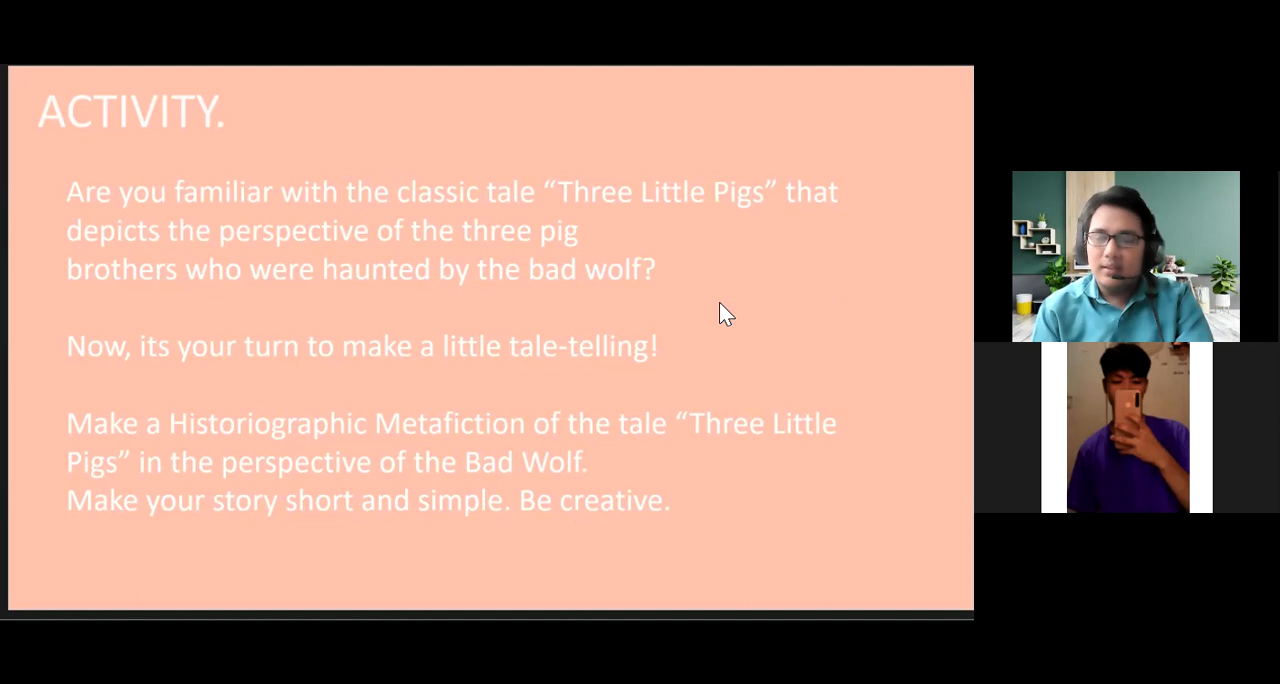 ACTIVITY.
Are you familiar with the classic tale “Three Little Pigs” that
depicts the perspective of the three pig
brothers who were haunted by the bad wolf?
Now, its your turn to make a little tale-telling!
Make a Historiographic Metafiction of the tale “Three Little
Pigs” in the perspective of the Bad Wolf.
Make your story short and simple. Be creative.